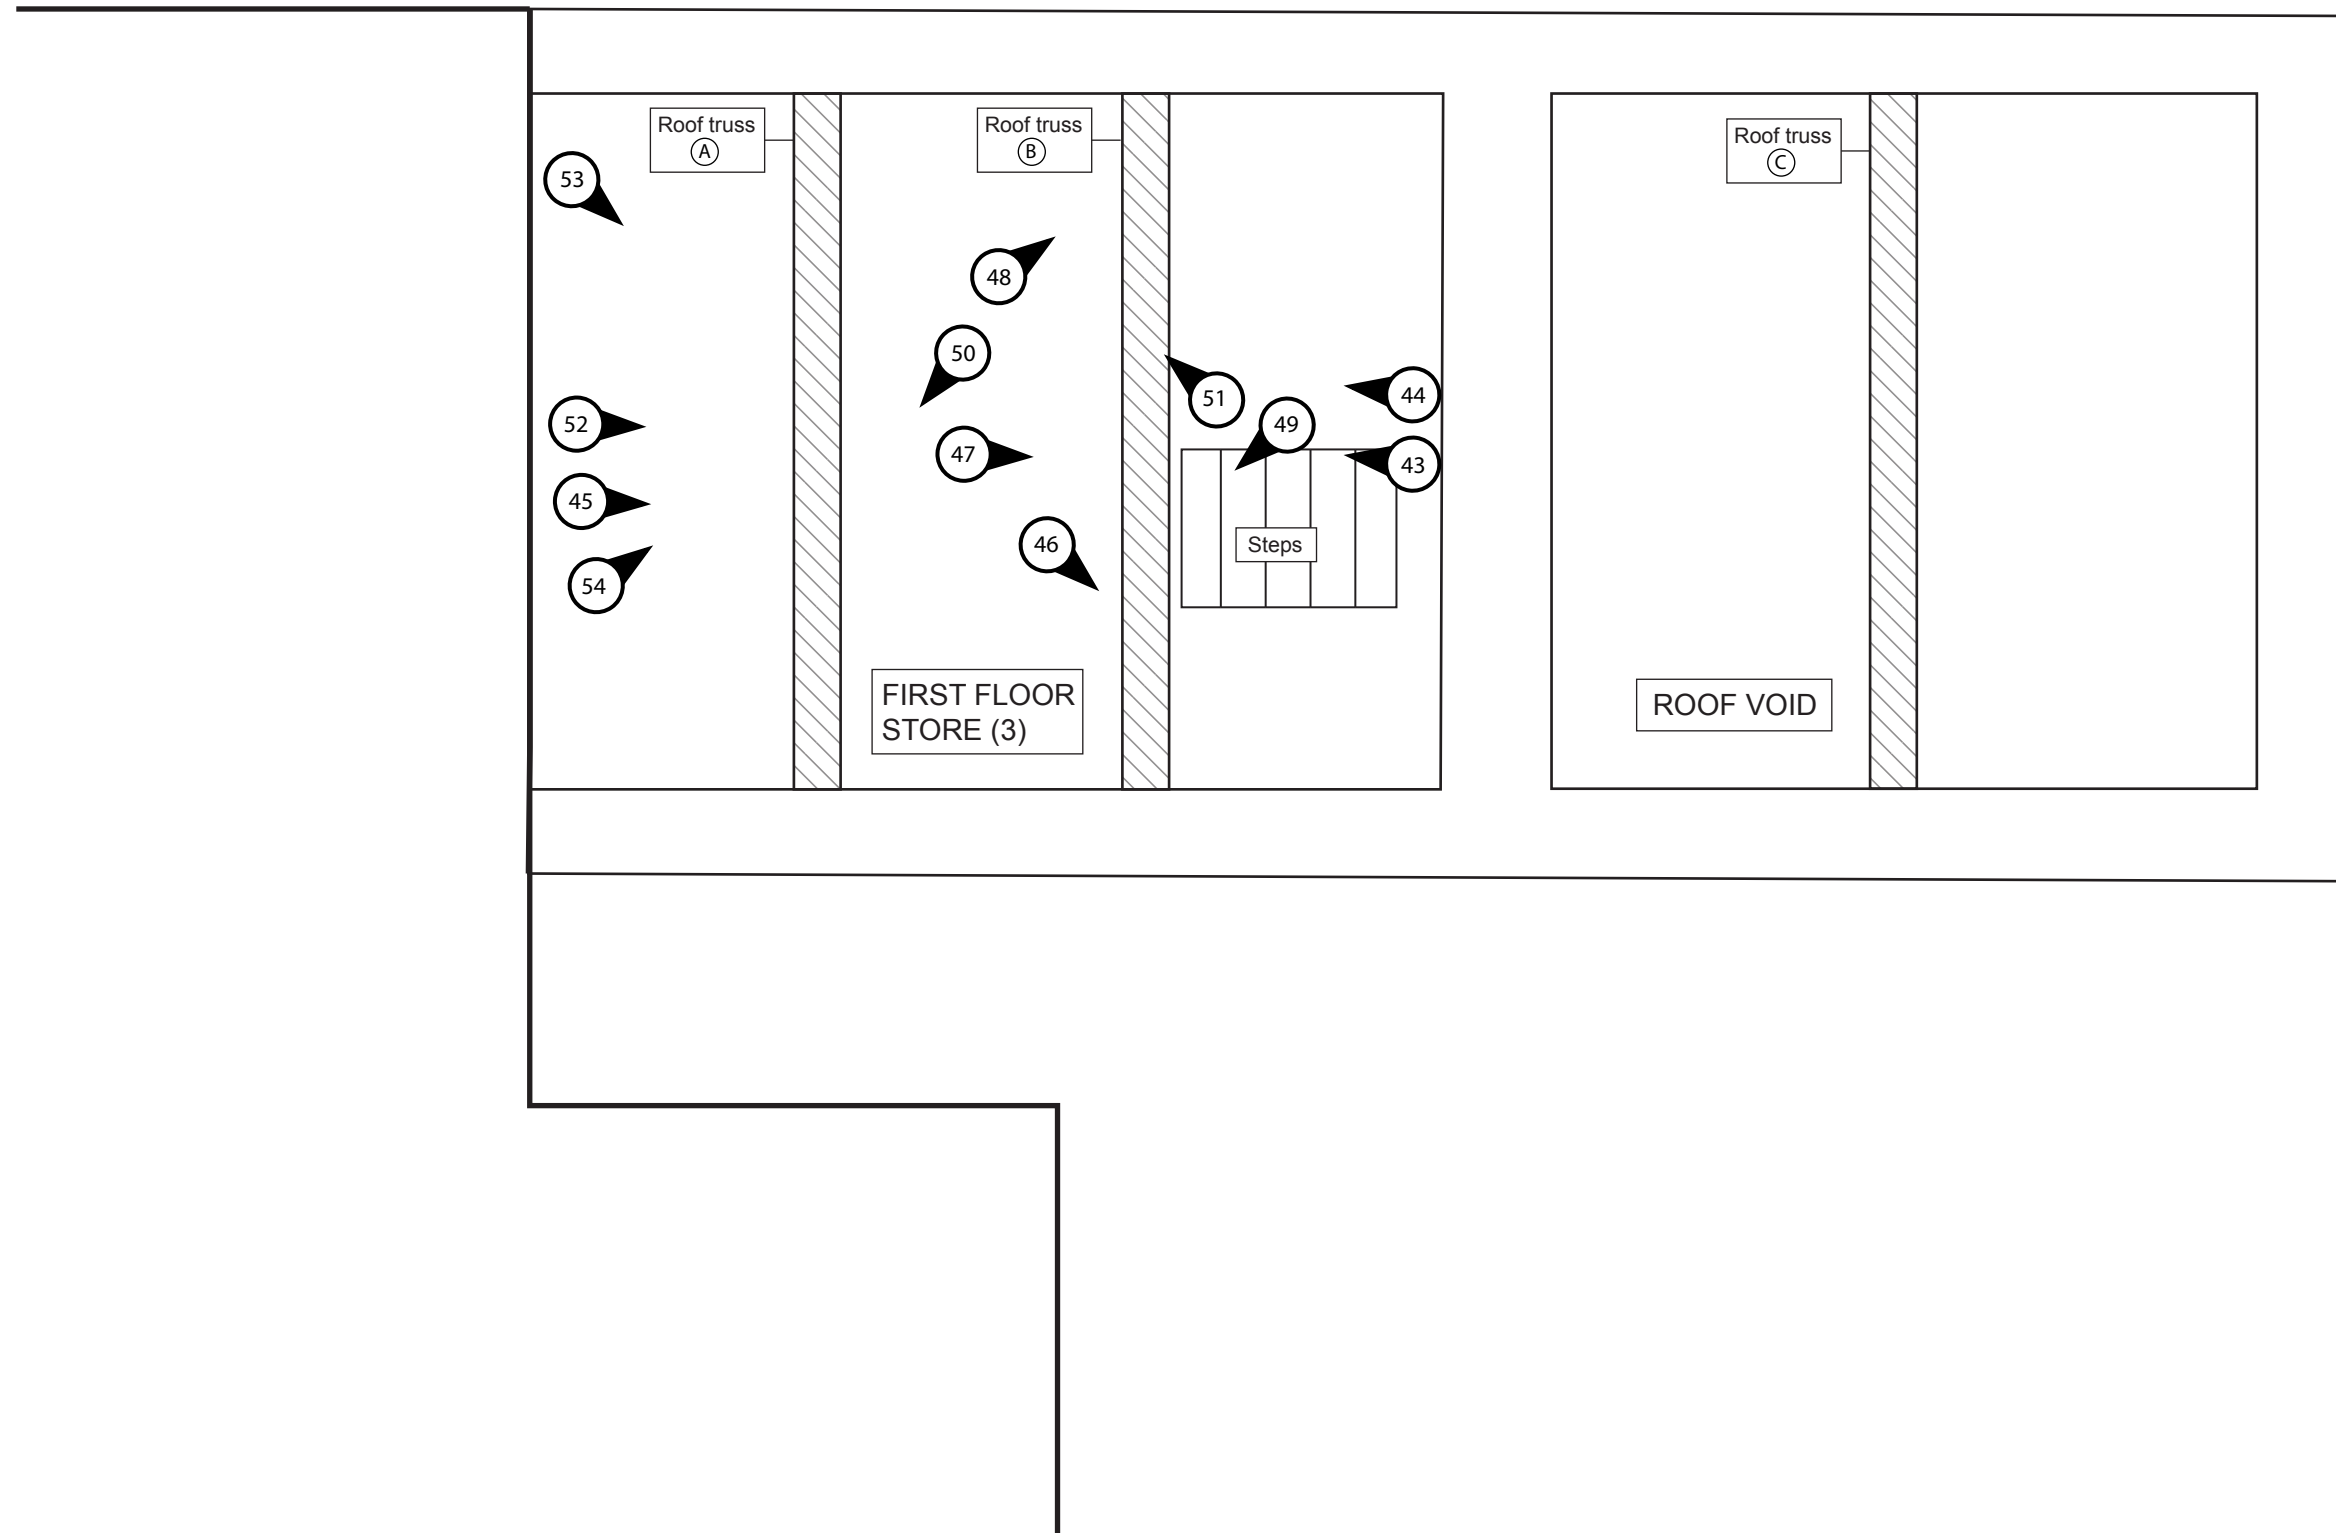 Roof truss
A
Roof truss
B
Roof truss
C
53
48
50
51
44
49
52
47
43
45
46
Steps
54
FIRST FLOOR
STORE (3)
ROOF VOID